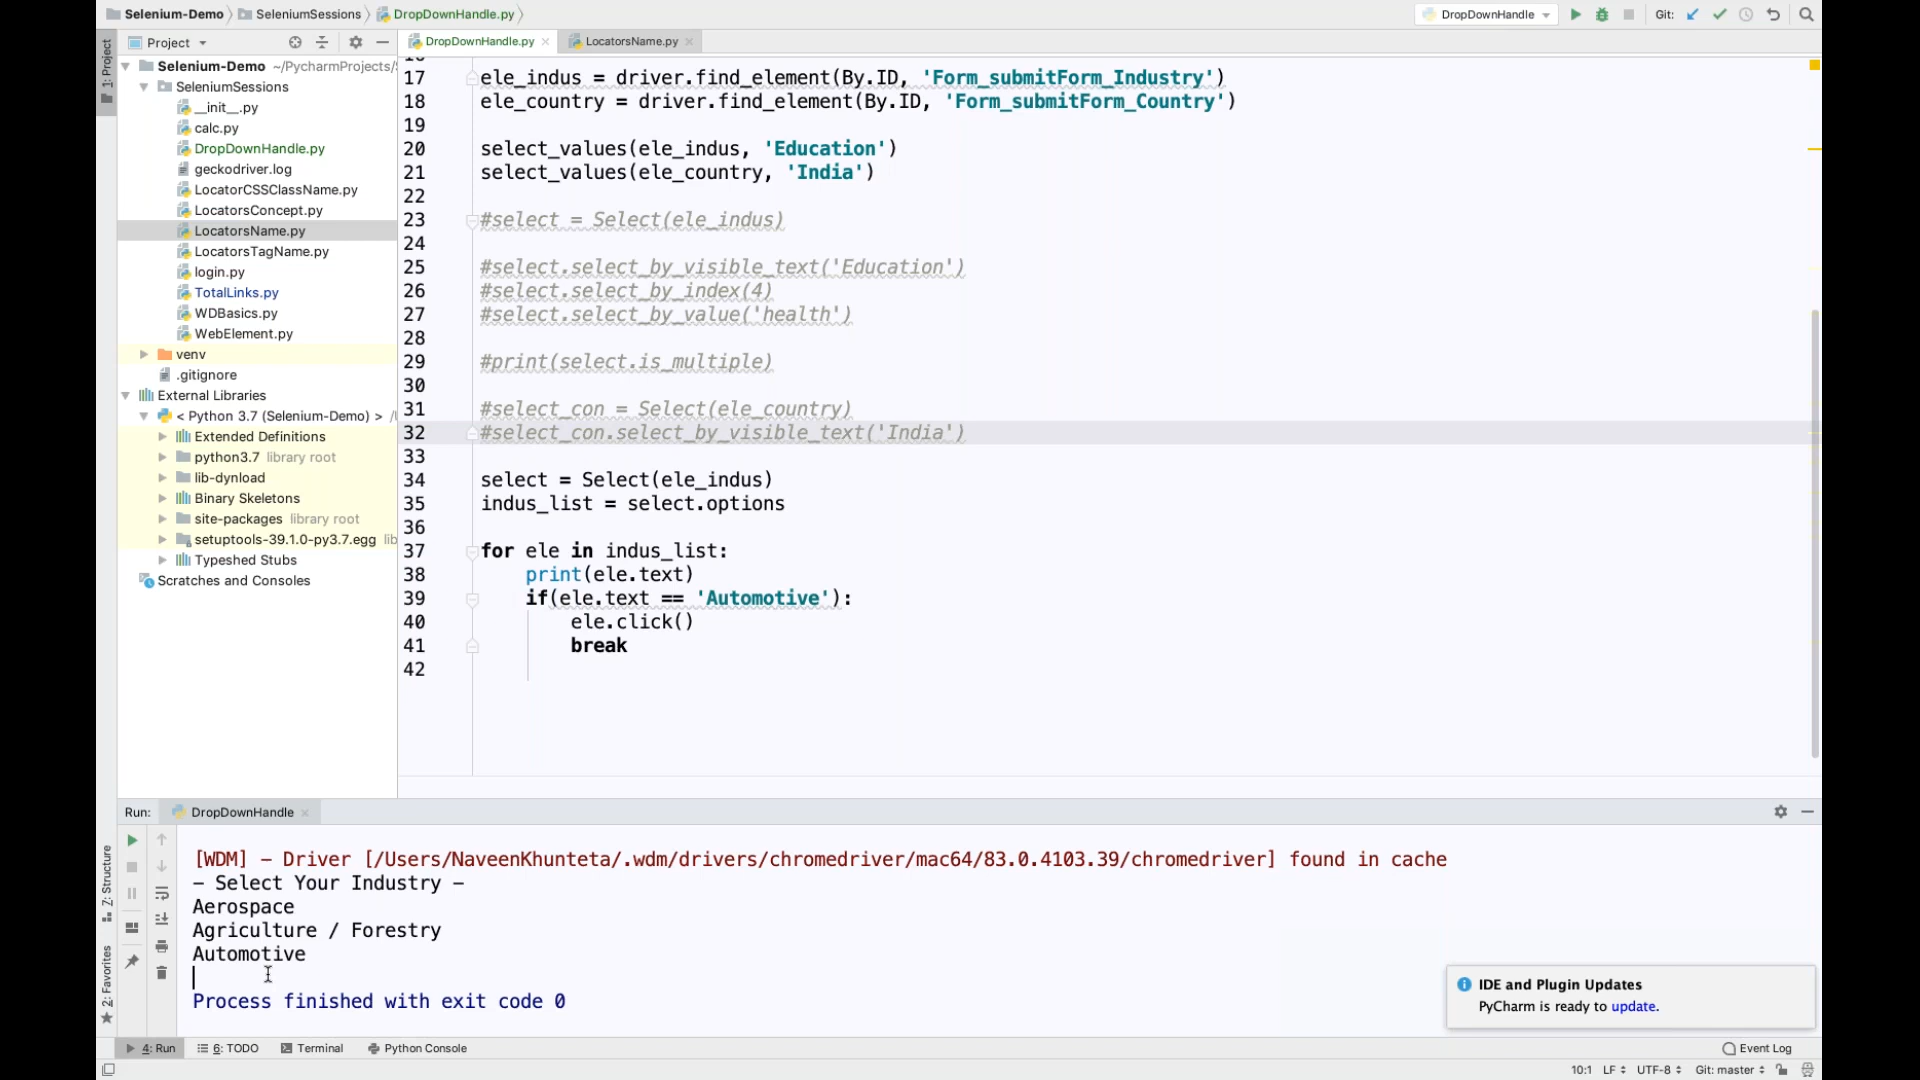 Selenium-Demo
SeleniumSessions
DropDownHandle.py
DropDownHandle
Git:
1: Project
Project
DropDownHandle.py
LocatorsName.py
Selenium-Demo ~/PycharmProjects/
SeleniumSessions
__init__.py
calc.py
DropDownHandle.py
geckodriver.log
LocatorCSSClassName.py
LocatorsConcept.py
LocatorsName.py
LocatorsTagName.py
login.py
TotalLinks.py
WDBasics.py
WebElement.py
venv
.gitignore
External Libraries
< Python 3.7 (Selenium-Demo) > /
Extended Definitions
python3.7 library root
lib-dynload
Binary Skeletons
site-packages library root
setuptools-39.1.0-py3.7.egg lib
Typeshed Stubs
Scratches and Consoles
17 ele_indus = driver.find_element(By.ID, 'Form_submitForm_Industry')
18 ele_country = driver.find_element(By.ID, 'Form_submitForm_Country')
19
20 select_values(ele_indus, 'Education')
21 select_values(ele_country, 'India')
22
23 #select = Select(ele_indus)
24
25 #select.select_by_visible_text('Education')
26 #select.select_by_index(4)
27 #select.select_by_value('health')
28
29 #print(select.is_multiple)
30
31 #select_con = Select(ele_country)
32 #select_con.select_by_visible_text('India')
33
34 select = Select(ele_indus)
35 indus_list = select.options
36
37 for ele in indus_list:
38 print(ele.text)
39 if(ele.text == 'Automotive'):
40 ele.click()
41 break
42
Run: DropDownHandle
Z: Structure
2: Favorites
[WDM] - Driver [/Users/NaveenKhunteta/.wdm/drivers/chromedriver/mac64/83.0.4103.39/chromedriver] found in cache
- Select Your Industry -
Aerospace
Agriculture / Forestry
Automotive
Process finished with exit code 0
IDE and Plugin Updates
PyCharm is ready to update.
4: Run
6: TODO
Terminal
Python Console
Event Log
10:1 LF UTF-8 Git: master